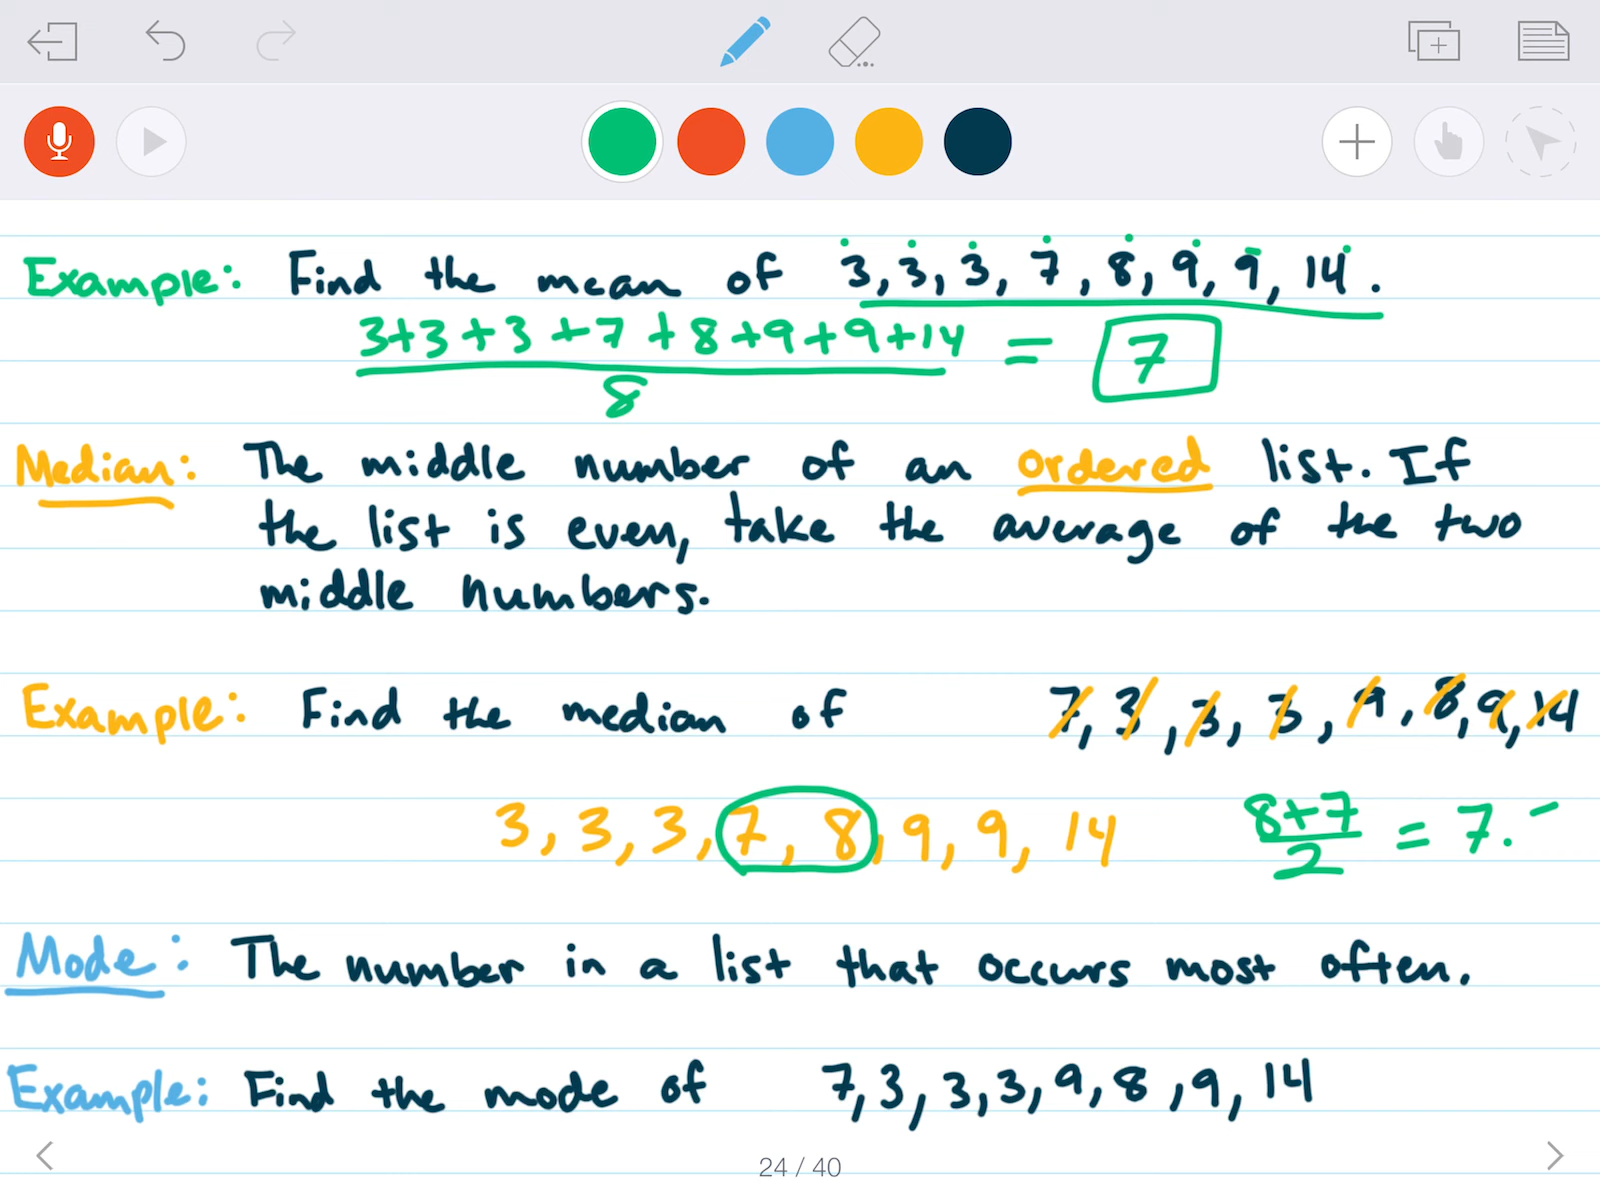 Example: Find the mean of 3, 3, 3, 7, 8, 9, 9, 14.
3+3+3+7+8+9+9+14 = 7
8
Median: The middle number of an ordered list. If
the list is even, take the average of the two
middle numbers.
Example: Find the median of 7, 3, 3, 3, 9, 8, 9, 14
3, 3, 3, 7, 8, 9, 9, 14 8+7 = 7.
2
Mode: The number in a list that occurs most often.
Example: Find the mode of 7, 3, 3, 3, 9, 8, 9, 14
24 / 40